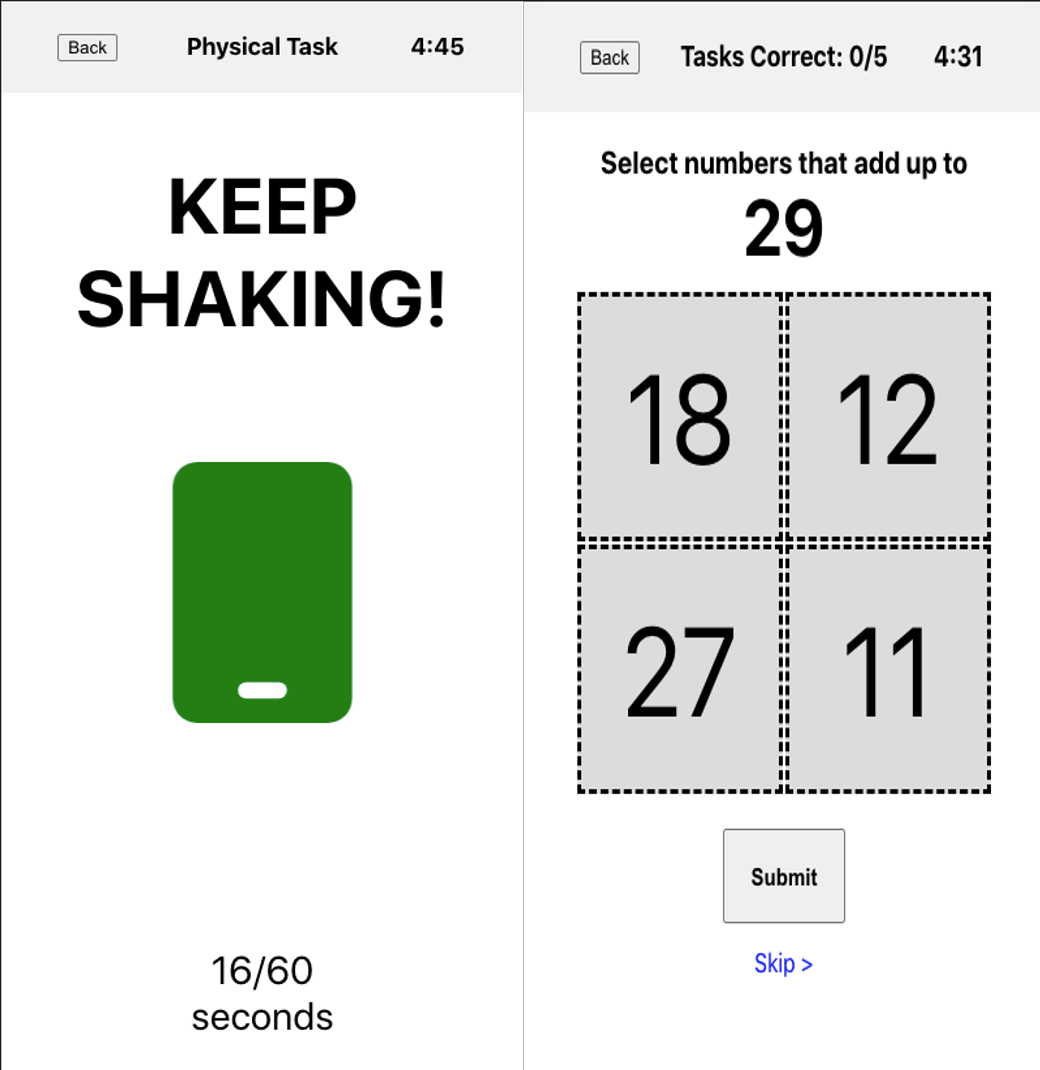 Back Physical Task 4:45
KEEP
SHAKING!
16/60
seconds
Back Tasks Correct: 0/5 4:31
Select numbers that add up to
29
18 12
27 11
Submit
Skip >